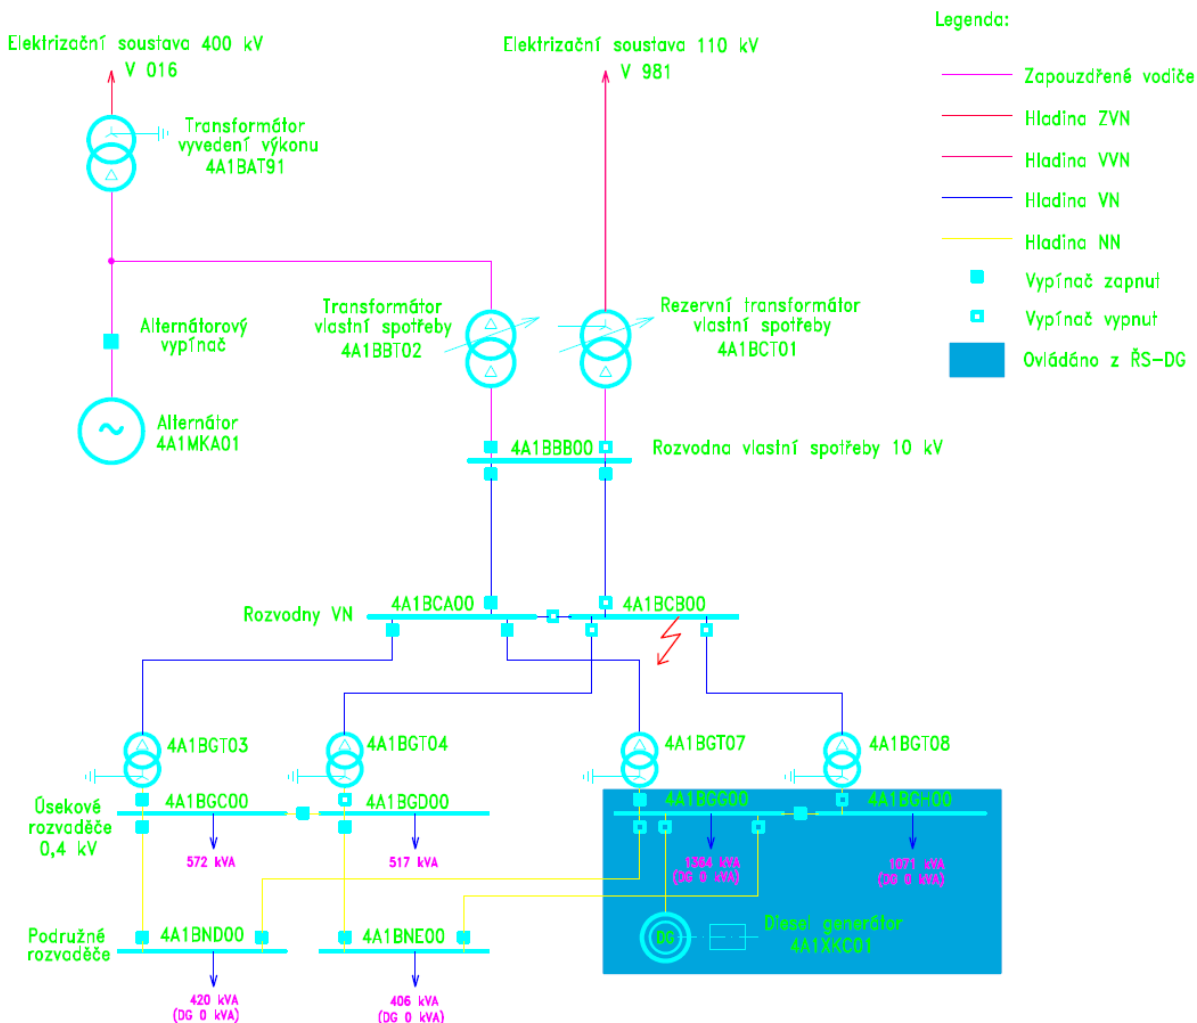 Legenda:
Elektrizační soustava 400 kV
V 016
Elektrizační soustava 110 kV
V 981
Zapouzdřené vodiče
Hladina ZVN
Hladina VVN
Hladina VN
Hladina NN
Vypínač zapnut
Vypínač vypnut
Ovládáno z ŘS-DG
Transformátor
vyvedení výkonu
4A1BAT91
Transformátor
vlastní spotřeby
4A1BBT02
Rezervní transformátor
vlastní spotřeby
4A1BCT01
Alternátorový
vypínač
Alternátor
4A1MKA01
4A1BBB00
Rozvodna vlastní spotřeby 10 kV
Rozvodny VN
4A1BCA00
4A1BCB00
4A1BGT03
4A1BGT04
4A1BGT07
4A1BGT08
Úsekové
rozvaděče
0,4 kV
4A1BGC00
4A1BGD00
4A1BGG00
4A1BGH00
572 kVA
517 kVA
1364 kVA
(DG 0 kVA)
1071 kVA
(DG 0 kVA)
Podružné
rozvaděče
4A1BND00
4A1BNE00
DG
Diesel generátor
4A1XKC01
420 kVA
(DG 0 kVA)
406 kVA
(DG 0 kVA)